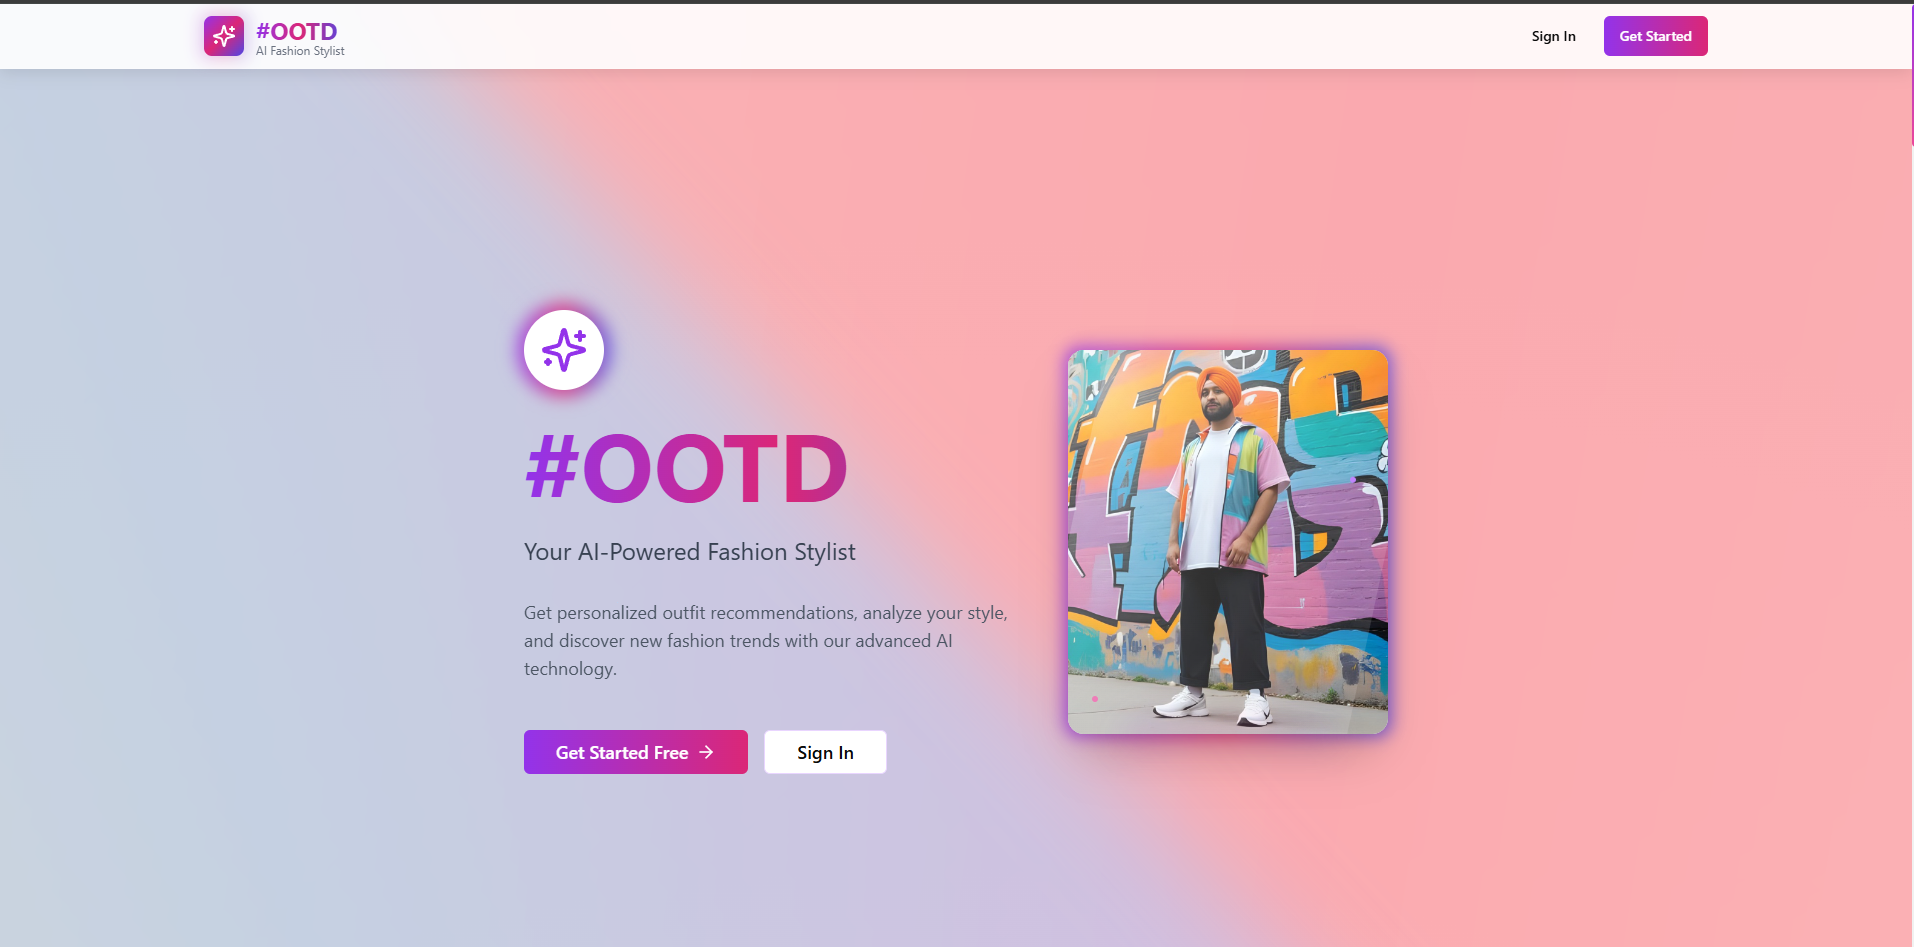 #OOTD
AI Fashion Stylist
Sign In
Get Started
#OOTD
Your AI-Powered Fashion Stylist
Get personalized outfit recommendations, analyze your style,
and discover new fashion trends with our advanced AI
technology.
Get Started Free
Sign In